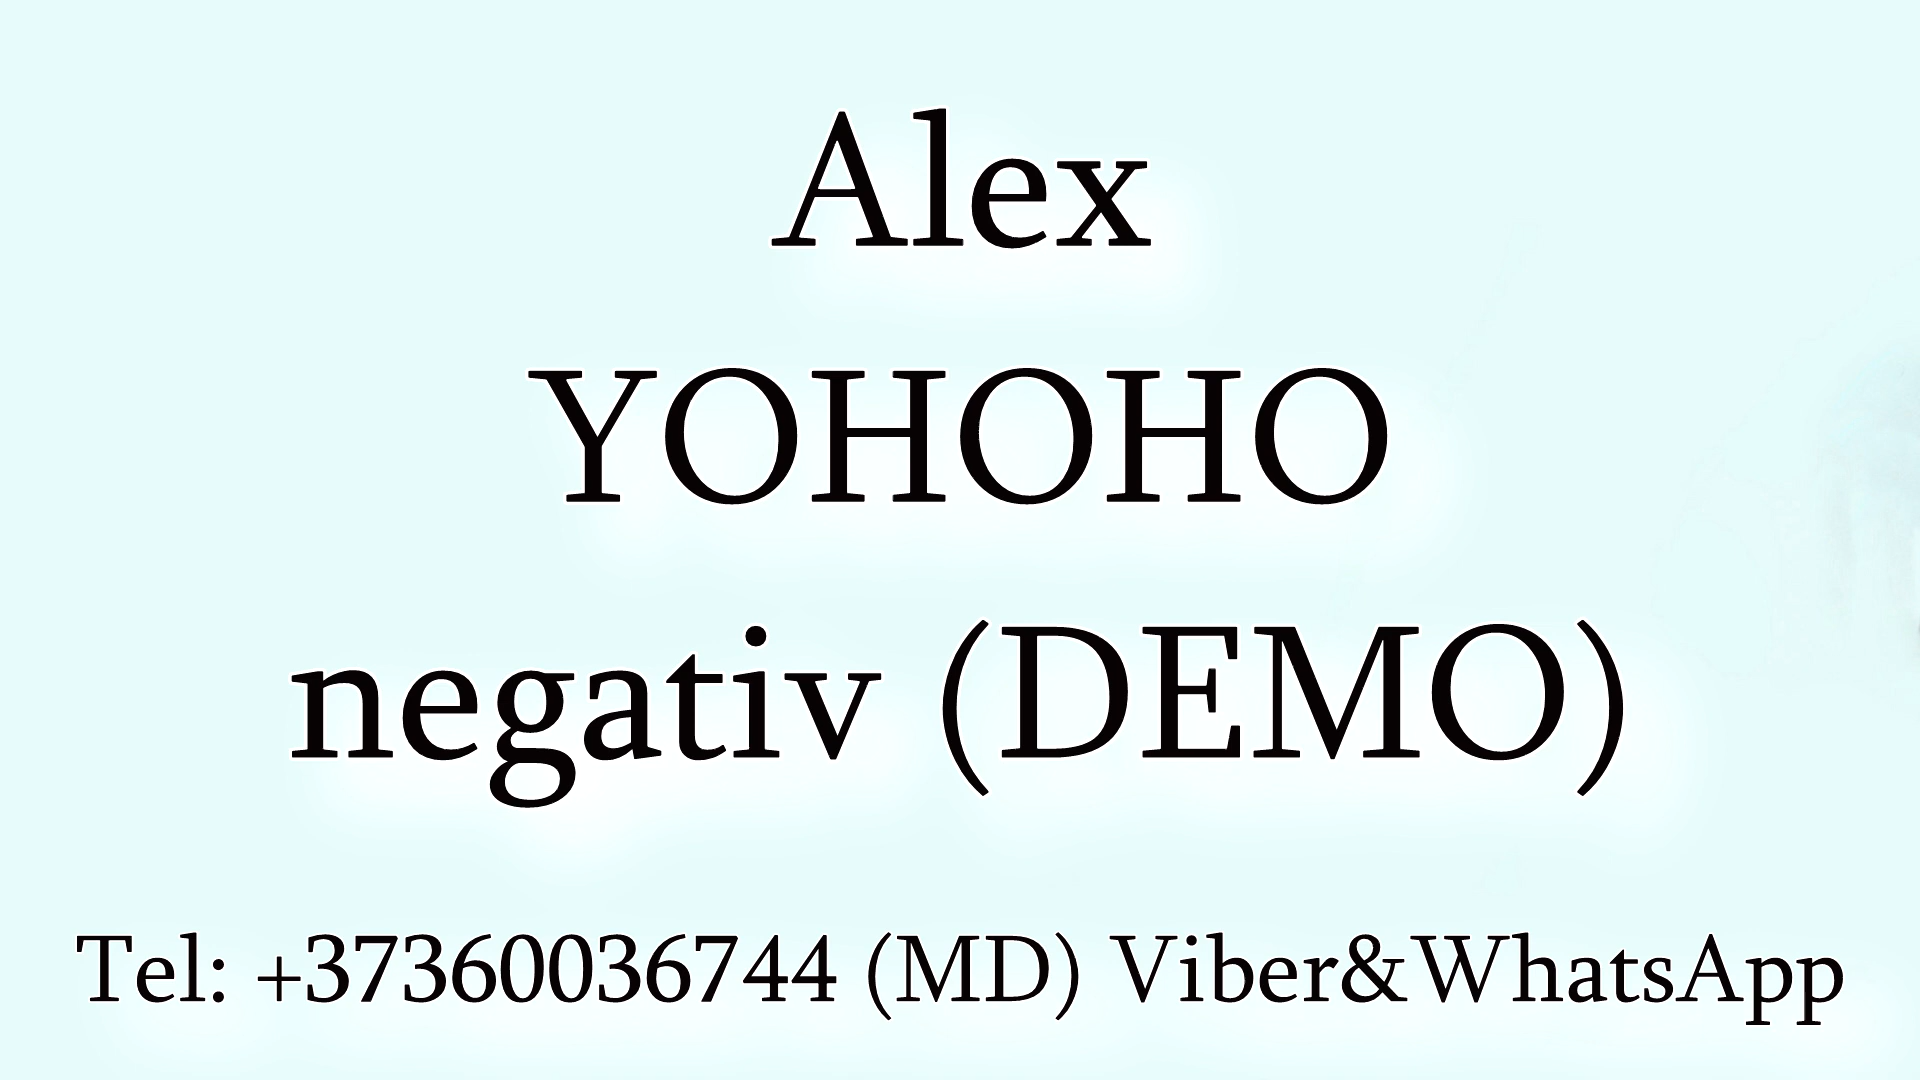 Alex
YOHOHO
negativ (DEMO)
Tel: +37360036744 (MD) Viber&WhatsApp